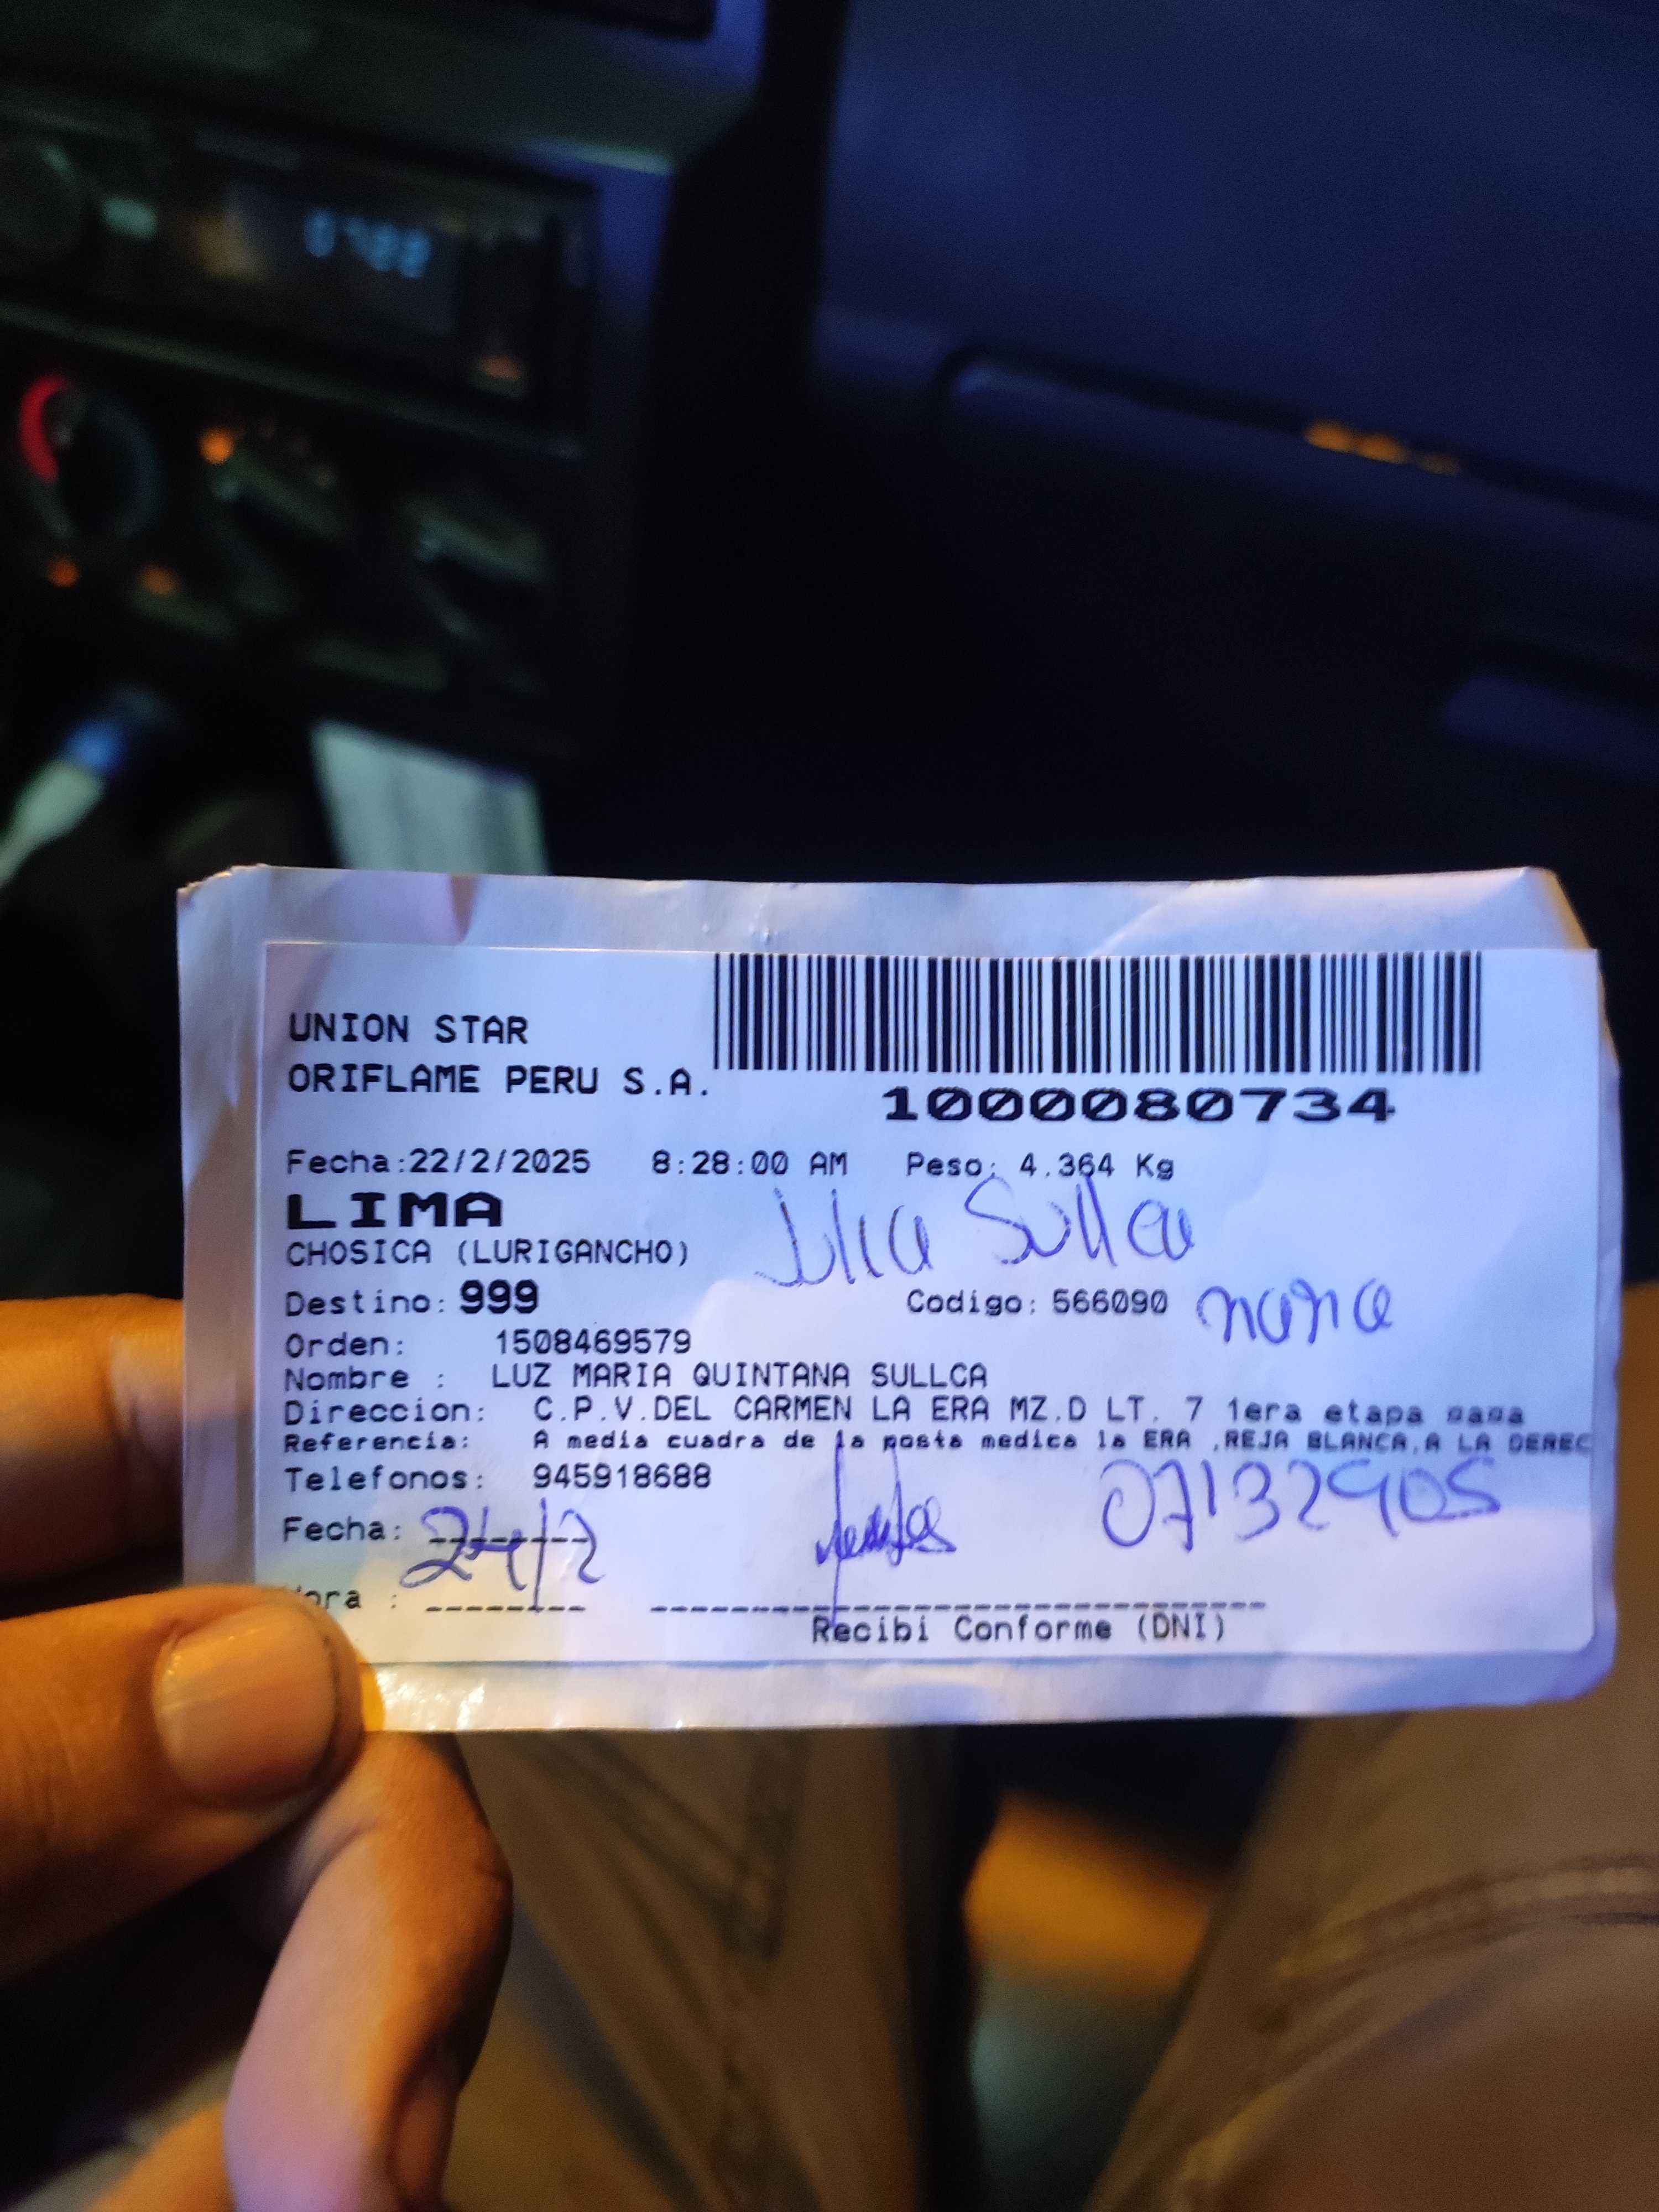 UNION STAR
ORIFLAME PERU S.A.
1000080734
Fecha:22/2/2025 8:28:00 AM Peso: 4.364 Kg
LIMA
CHOSICA (LURIGANCHO)
Julia Sullca
Destino: 999 Codigo: 566090
mama
Orden: 1508469579
Nombre : LUZ MARIA QUINTANA SULLCA
Direccion: C.P.V.DEL CARMEN LA ERA MZ.D LT. 7 1era etapa
Referencia: A media cuadra de la posta medica la ERA ,REJA BLANCA,A LA DEREC
Telefonos: 945918688
07132905
Fecha: 24/2
ora :
Recibi Conforme (DNI)